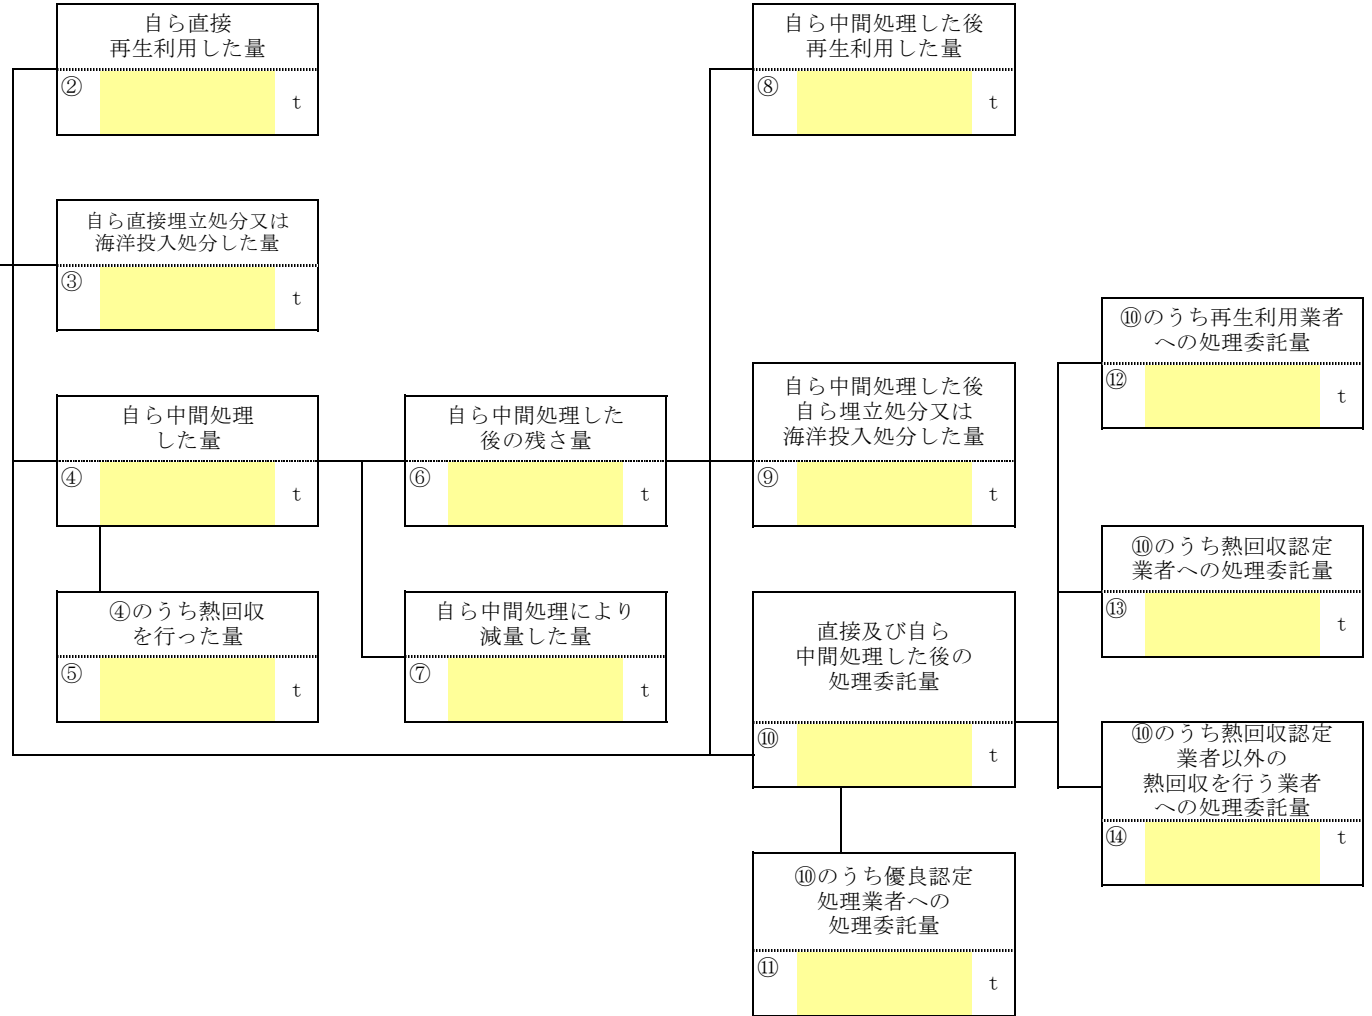 自ら直接
再生利用した量
②
t
自ら直接埋立処分又は
海洋投入処分した量
③
t
自ら中間処理
した量
④
t
④のうち熱回収
を行った量
⑤
t
自ら中間処理した
後の残さ量
⑥
t
自ら中間処理により
減量した量
⑦
t
自ら中間処理した後
再生利用した量
⑧
t
自ら中間処理した後
自ら埋立処分又は
海洋投入処分した量
⑨
t
直接及び自ら
中間処理した後の
処理委託量
⑩
t
⑩のうち優良認定
処理業者への
処理委託量
⑪
t
⑩のうち再生利用業者
への処理委託量
⑫
t
⑩のうち熱回収認定
業者への処理委託量
⑬
t
⑩のうち熱回収認定
業者以外の
熱回収を行う業者
への処理委託量
⑭
t